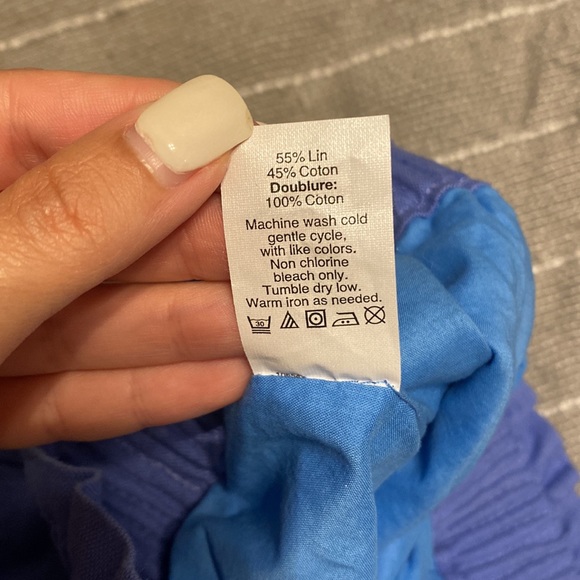 55% Lin
45% Coton
Doublure:
100% Coton
Machine wash cold
gentle cycle,
with like colors.
Non chlorine
bleach only.
Tumble dry low.
Warm iron as needed.
30